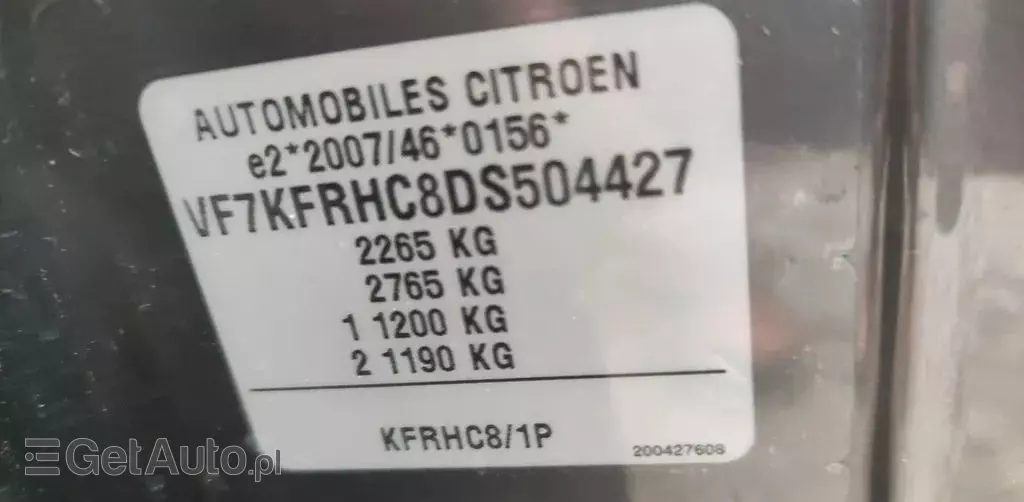 AUTOMOBILES CITROEN
e2*2007/46*0156*
VF7KFRHC8DS504427
2265 KG
2765 KG
1 1200 KG
2 1190 KG
KFRHC8/1P
200427608
GetAuto.pl